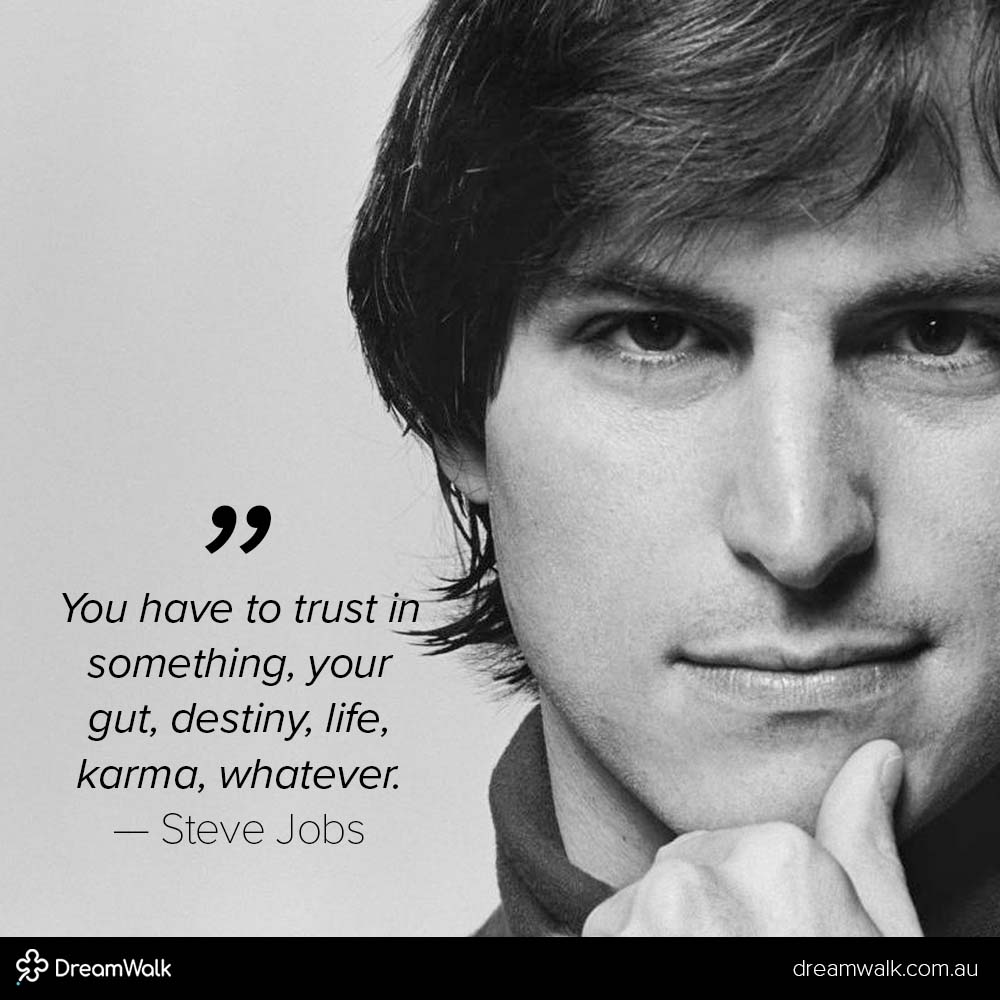 ”
You have to trust in
something, your
gut, destiny, life,
karma, whatever.
— Steve Jobs
DreamWalk
dreamwalk.com.au